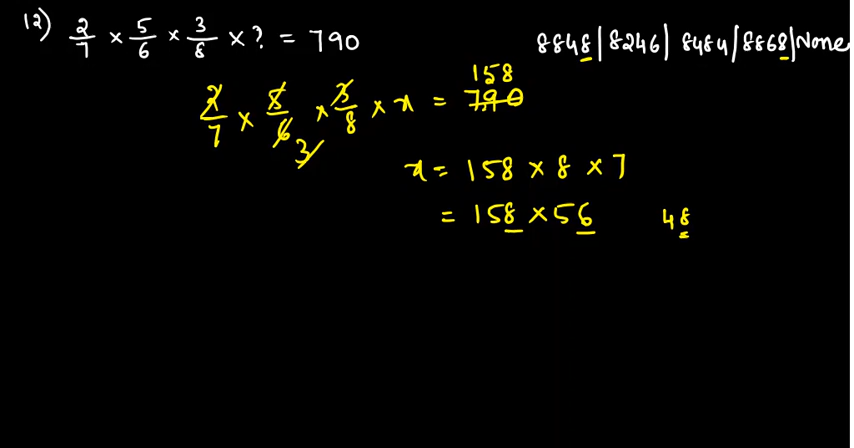 12) 2/7 × 5/6 × 3/8 × ? = 790
8848 | 8246 | 8484 | 8868 | None
158
2/7 × 5/6 × 3/8 × x = 790
3
x = 158 × 8 × 7
= 158 × 56
48